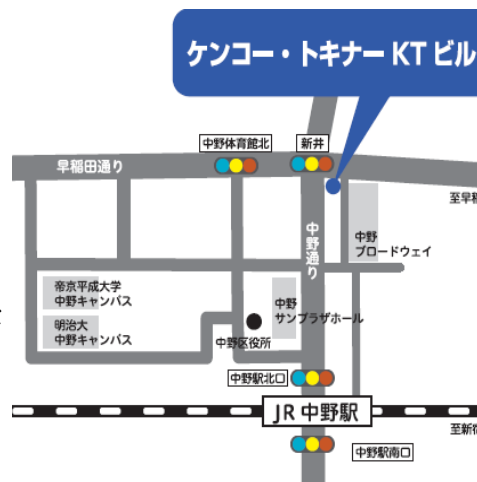 ケンコー・トキナー KT ビル
中野体育館北
新井
早稲田通り
至早稲
中野通り
中野
ブロードウェイ
帝京平成大学
中野キャンパス
明治大
中野キャンパス
中野
サンプラザホール
中野区役所
中野駅北口
JR 中野駅
至新宿
中野駅南口